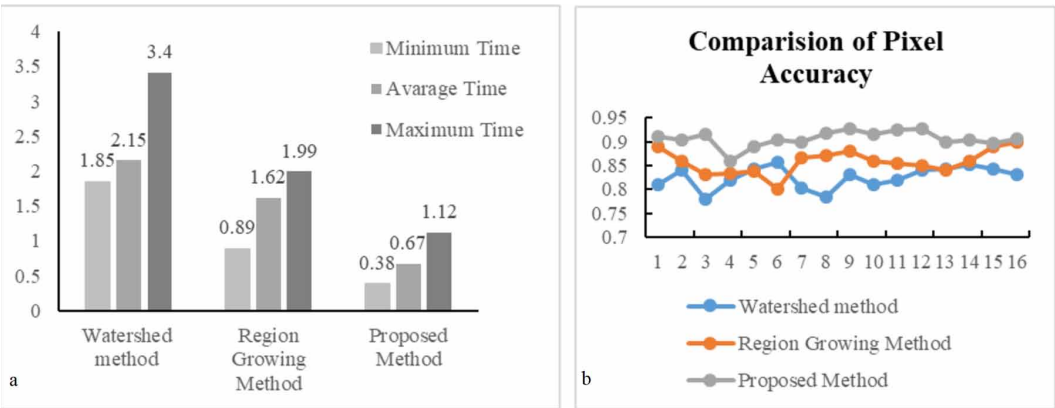 4
3.5
3
2.5
2
1.5
1
0.5
0
1.85
2.15
3.4
0.89
1.62
1.99
0.38
0.67
1.12
Minimum Time
Avarage Time
Maximum Time
Watershed
method
Region
Growing
Method
Proposed
Method
a
Comparision of Pixel
Accuracy
0.95
0.9
0.85
0.8
0.75
0.7
1 2 3 4 5 6 7 8 9 10 11 12 13 14 15 16
Watershed method
Region Growing Method
Proposed Method
b